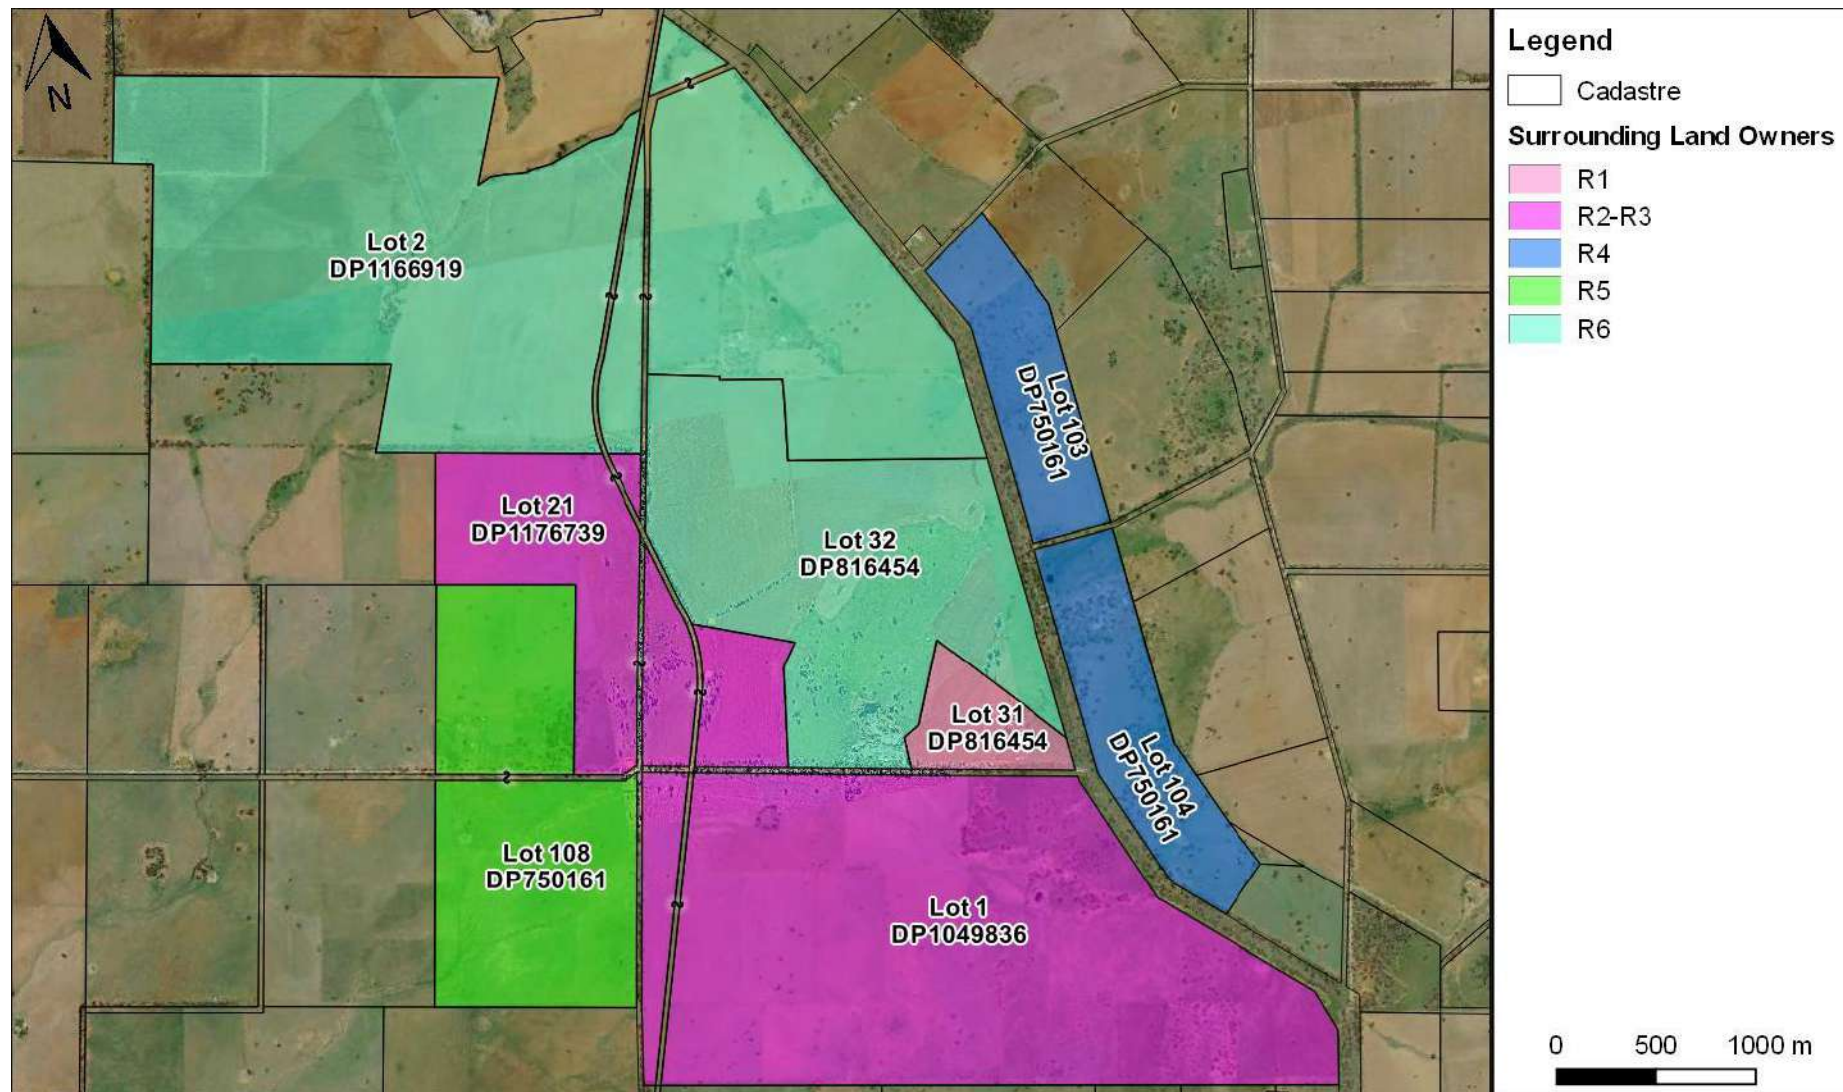 N
Lot 2
DP1166919
Lot 103
DP750161
Lot 21
DP1176739
Lot 32
DP816454
Lot 31
DP816454
Lot 104
DP750161
Lot 108
DP750161
Lot 1
DP1049836
Legend
Cadastre
Surrounding Land Owners
R1
R2-R3
R4
R5
R6
0 500 1000 m